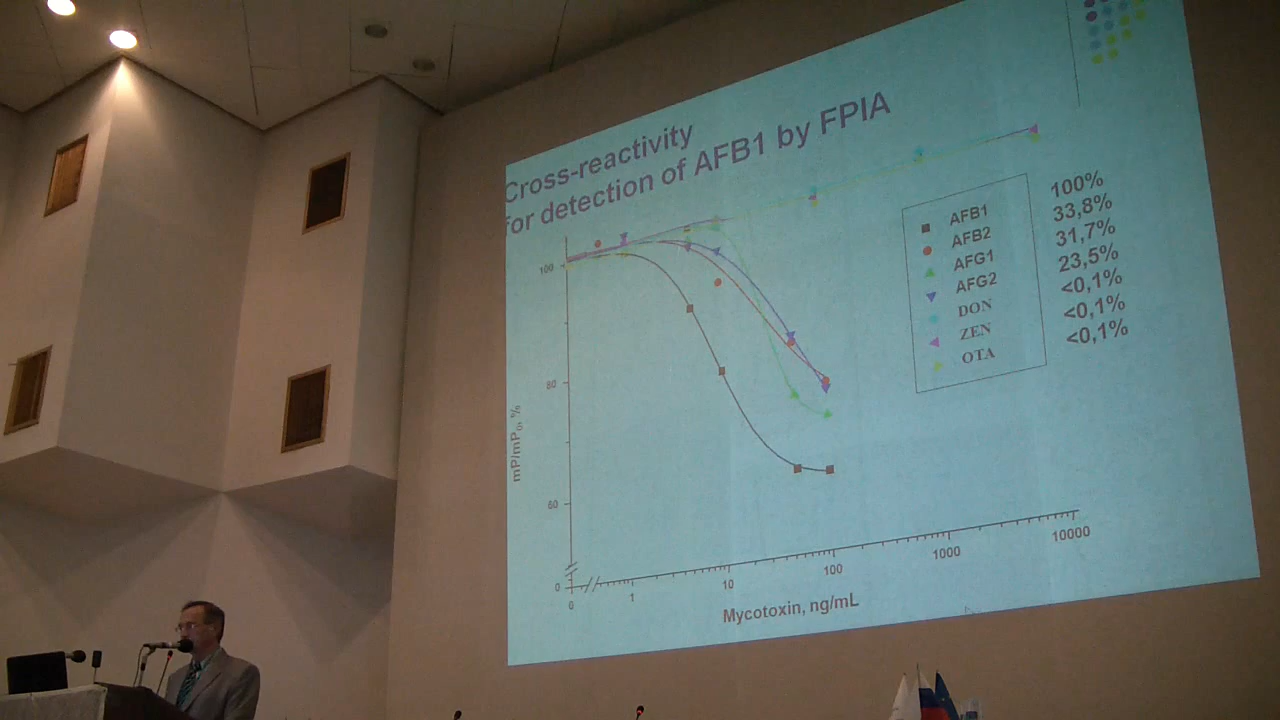 Cross-reactivity
for detection of AFB1 by FPIA
AFB1 100%
AFB2 33,8%
AFG1 31,7%
AFG2 23,5%
DON <0,1%
ZEN <0,1%
OTA <0,1%
mP/mP₀, %
100
80
60
0
0 1 10 100 1000 10000
Mycotoxin, ng/mL